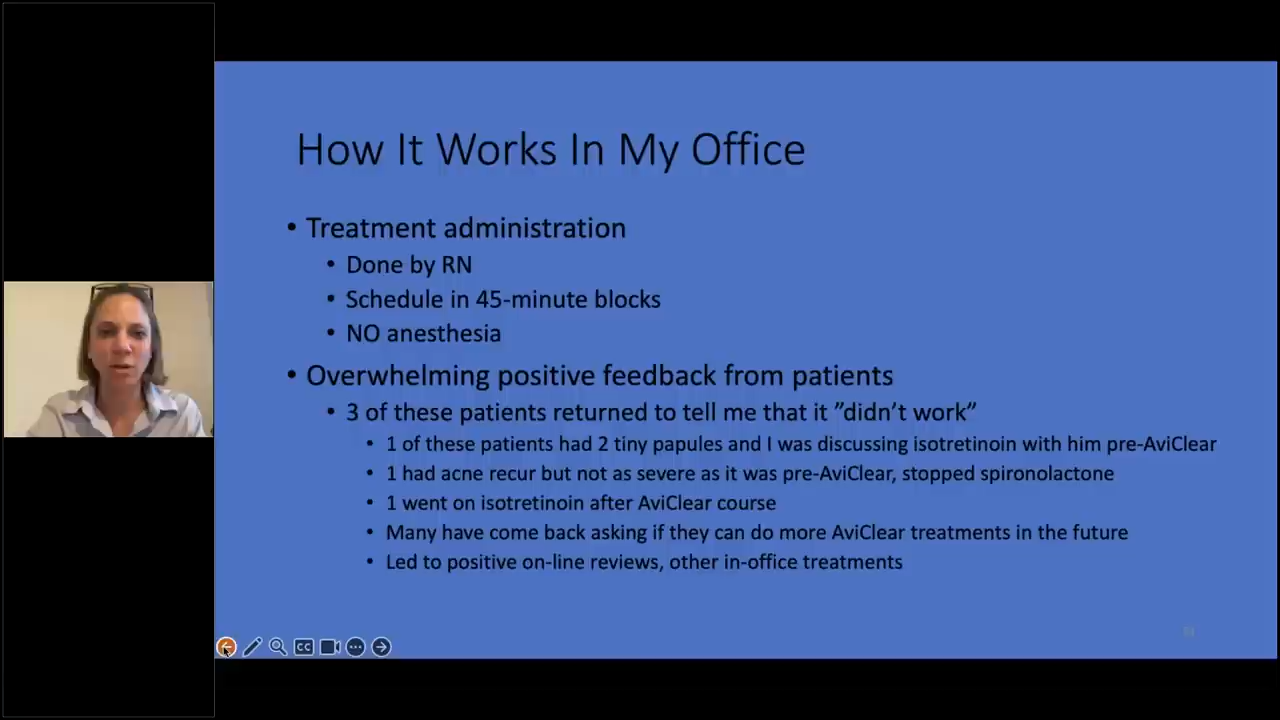 How It Works In My Office
• Treatment administration
• Done by RN
• Schedule in 45-minute blocks
• NO anesthesia
• Overwhelming positive feedback from patients
• 3 of these patients returned to tell me that it ”didn’t work”
• 1 of these patients had 2 tiny papules and I was discussing isotretinoin with him pre-AviClear
• 1 had acne recur but not as severe as it was pre-AviClear, stopped spironolactone
• 1 went on isotretinoin after AviClear course
• Many have come back asking if they can do more AviClear treatments in the future
• Led to positive on-line reviews, other in-office treatments
CC